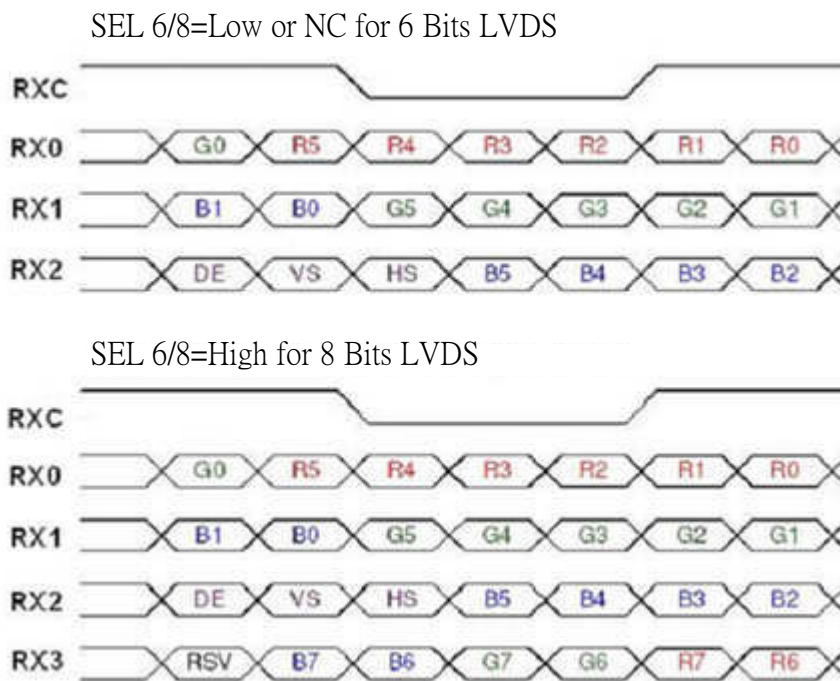 SEL 6/8=Low or NC for 6 Bits LVDS
RXC
RX0 G0 R5 R4 R3 R2 R1 R0
RX1 B1 B0 G5 G4 G3 G2 G1
RX2 DE VS HS B5 B4 B3 B2
SEL 6/8=High for 8 Bits LVDS
RXC
RX0 G0 R5 R4 R3 R2 R1 R0
RX1 B1 B0 G5 G4 G3 G2 G1
RX2 DE VS HS B5 B4 B3 B2
RX3 RSV B7 B6 G7 G6 R7 R6